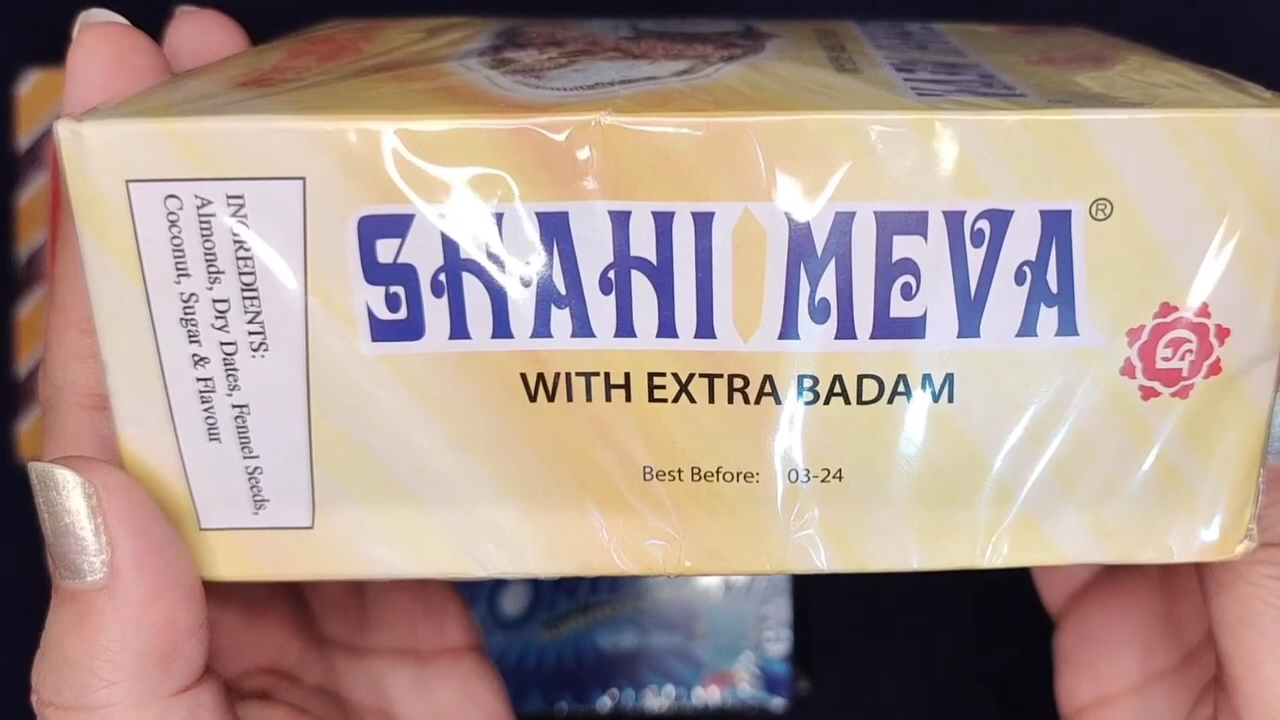 SHAHI MEVA®
WITH EXTRA BADAM
Best Before: 03-24
INGREDIENTS:
Almonds, Dry Dates, Fennel Seeds,
Coconut, Sugar & Flavour